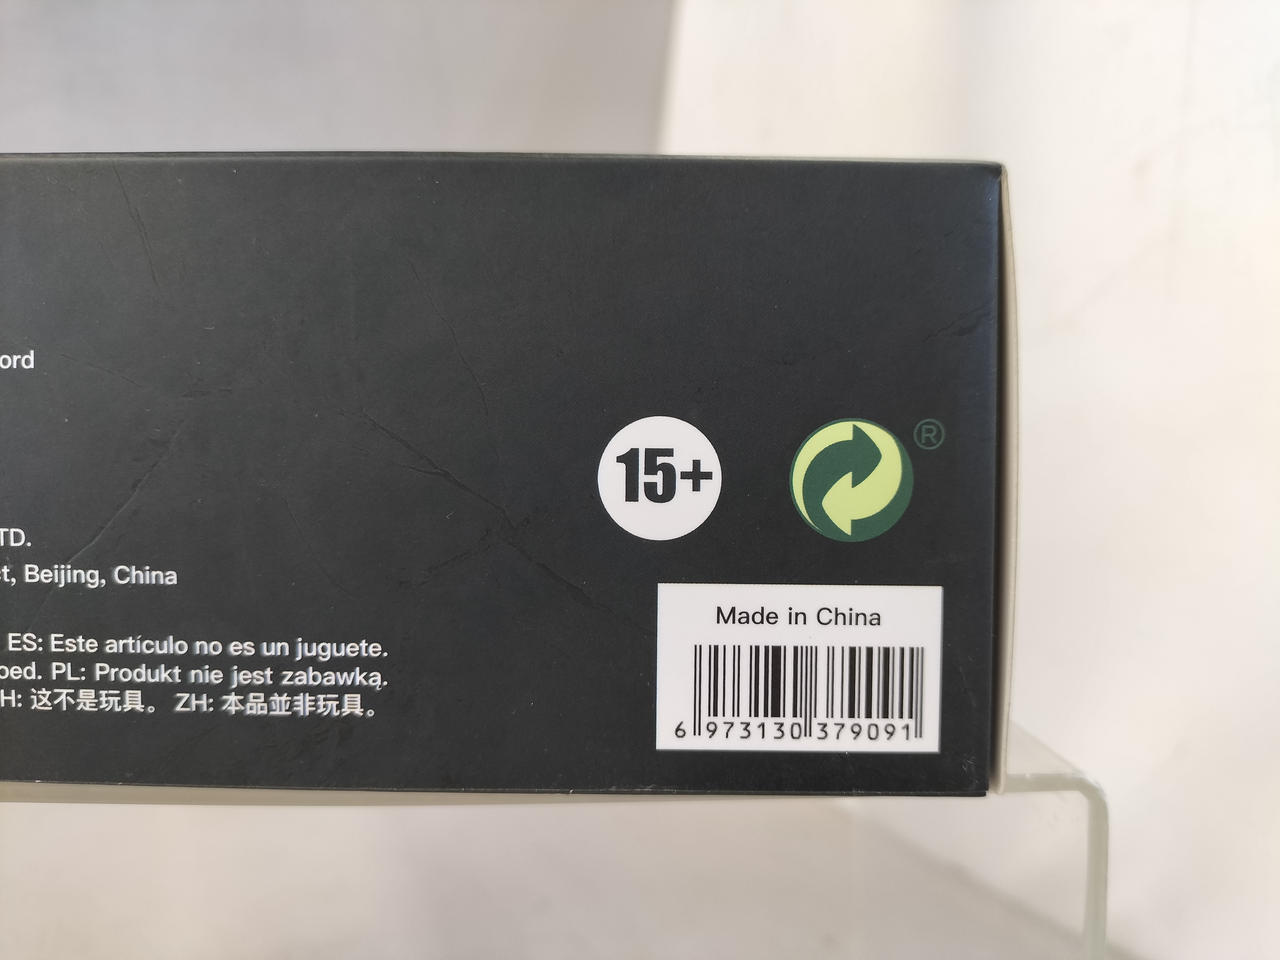 ord
15+
®
TD.
t, Beijing, China
ES: Este artículo no es un juguete.
oed. PL: Produkt nie jest zabawką.
H: 这不是玩具。 ZH: 本品並非玩具。
Made in China
6 973130 379091